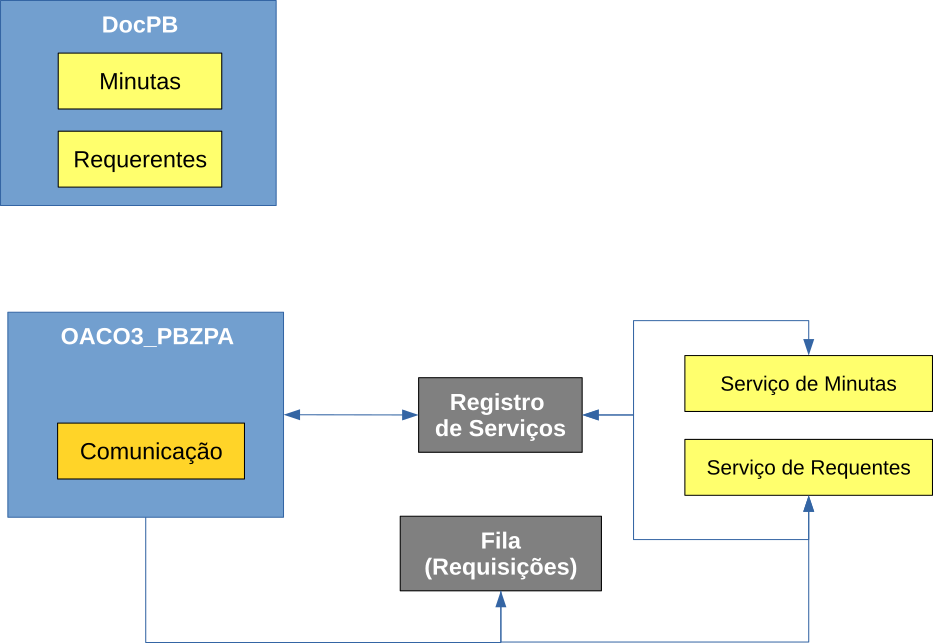 DocPB
Minutas
Requerentes
OACO3_PBZPA
Comunicação
Registro
de Serviços
Serviço de Minutas
Serviço de Requentes
Fila
(Requisições)